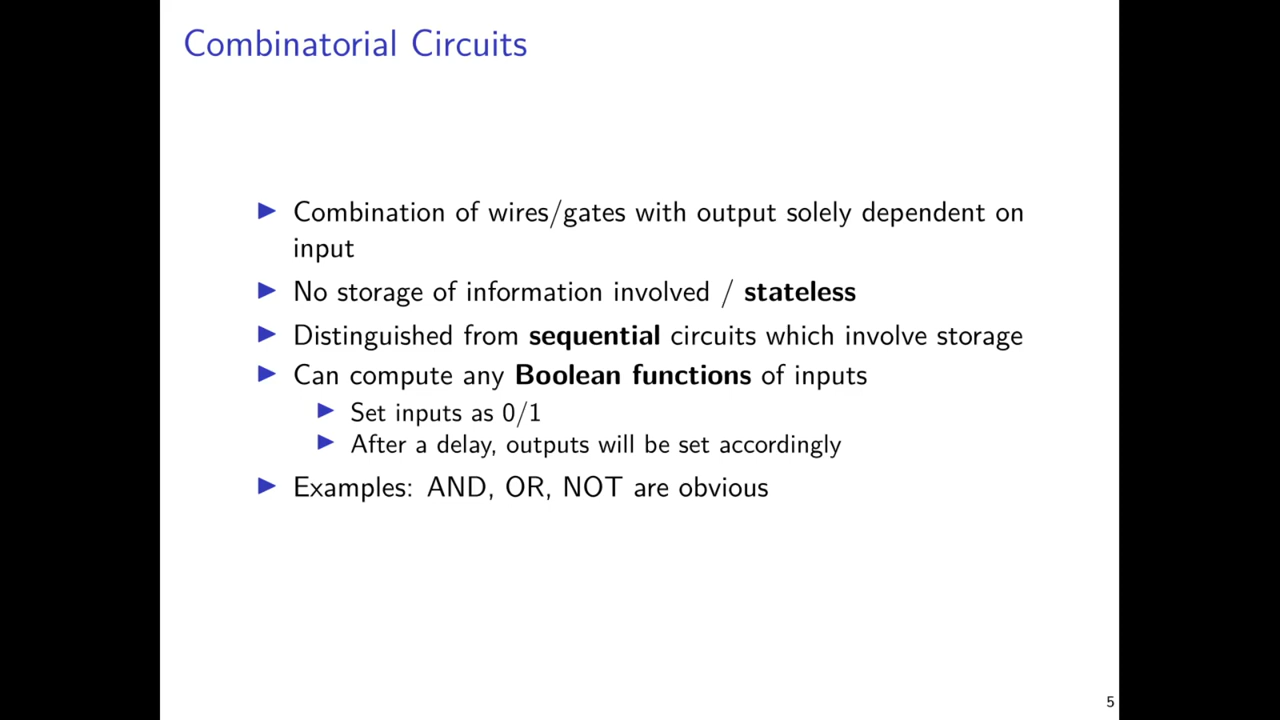 Combinatorial Circuits
▶ Combination of wires/gates with output solely dependent on
input
▶ No storage of information involved / stateless
▶ Distinguished from sequential circuits which involve storage
▶ Can compute any Boolean functions of inputs
▶ Set inputs as 0/1
▶ After a delay, outputs will be set accordingly
▶ Examples: AND, OR, NOT are obvious
5